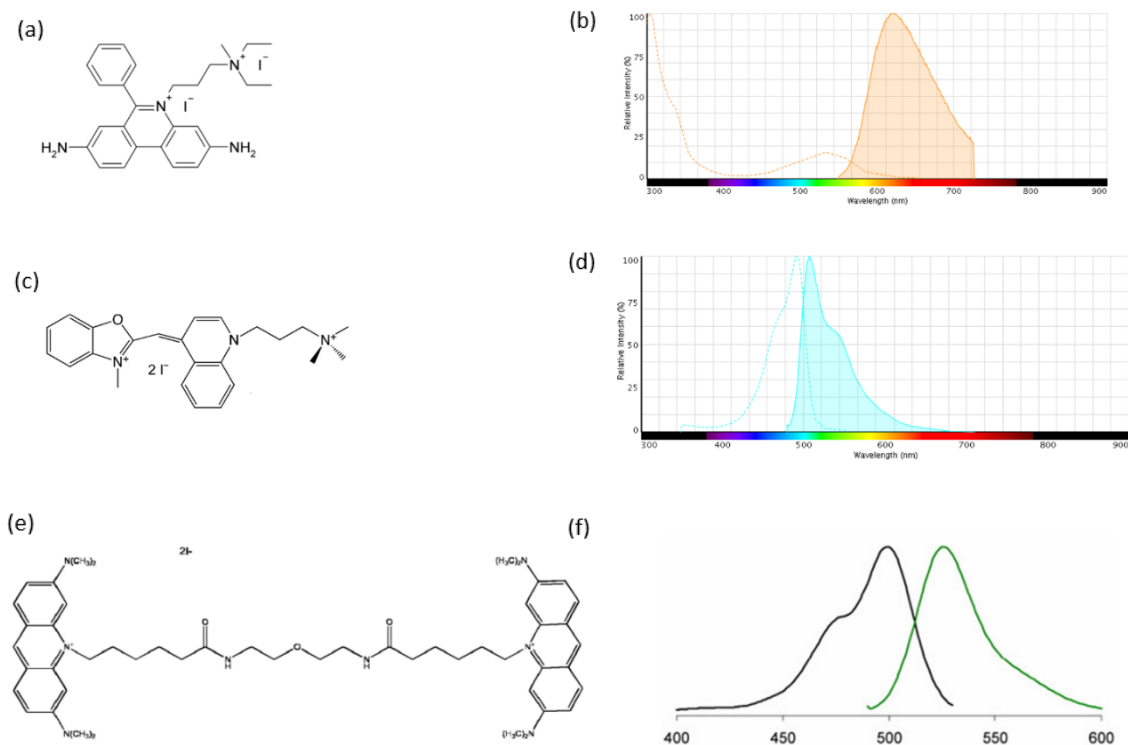 (a)
N⁺
I⁻
N⁺
I⁻
H₂N
NH₂
(b)
Relative Intensity (%)
100
75
50
25
0
300 400 500 600 700 800 900
Wavelength (nm)
(c)
O
N⁺
N
N⁺
2 I⁻
(d)
Relative Intensity (%)
100
75
50
25
0
300 400 500 600 700 800 900
Wavelength (nm)
(e)
N(CH₃)₂
2I-
(H₃C)₂N
O
O
N⁺
N
H
O
N
H
N⁺
N(CH₃)₂
(H₃C)₂N
(f)
400 450 500 550 600